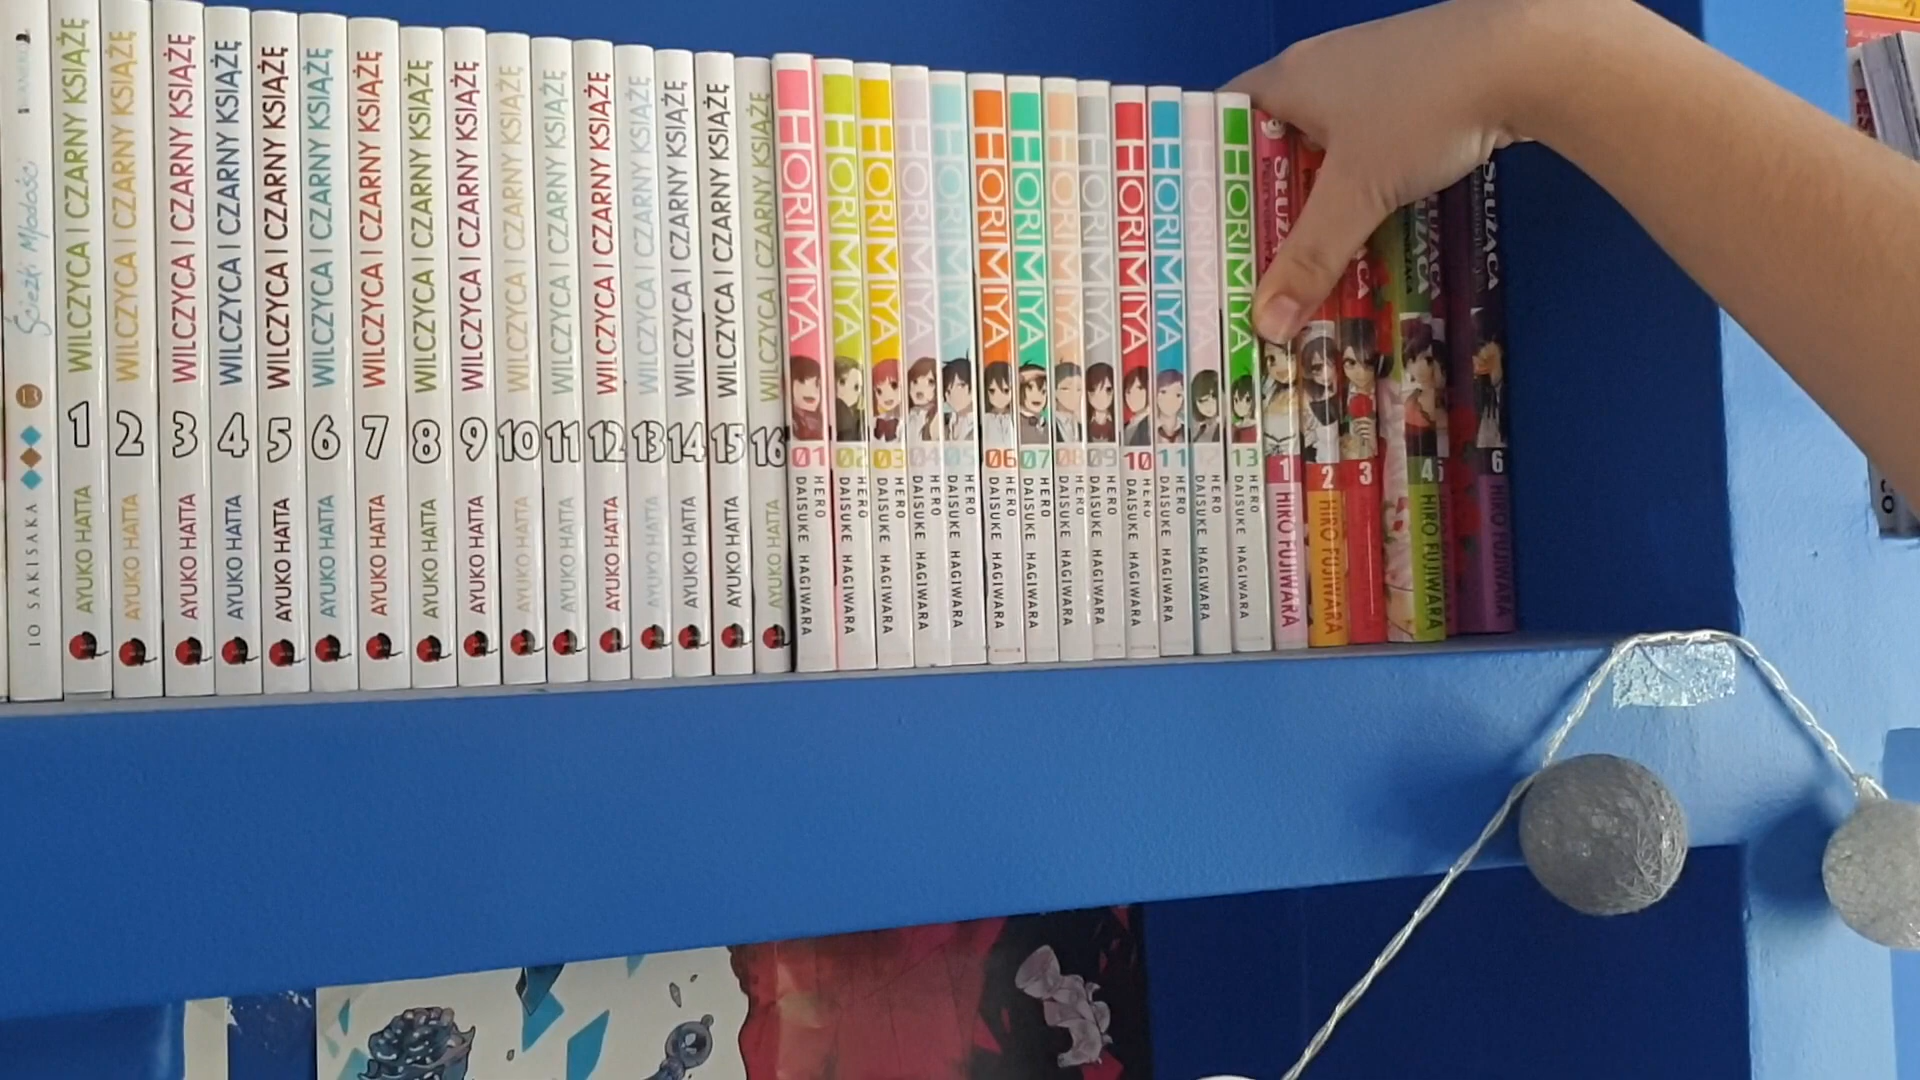 Ścieżki Młodości
IO SAKISAKA
WILCZYCA I CZARNY KSIĄŻĘ 1 AYUKO HATTA
WILCZYCA I CZARNY KSIĄŻĘ 2 AYUKO HATTA
WILCZYCA I CZARNY KSIĄŻĘ 3 AYUKO HATTA
WILCZYCA I CZARNY KSIĄŻĘ 4 AYUKO HATTA
WILCZYCA I CZARNY KSIĄŻĘ 5 AYUKO HATTA
WILCZYCA I CZARNY KSIĄŻĘ 6 AYUKO HATTA
WILCZYCA I CZARNY KSIĄŻĘ 7 AYUKO HATTA
WILCZYCA I CZARNY KSIĄŻĘ 8 AYUKO HATTA
WILCZYCA I CZARNY KSIĄŻĘ 9 AYUKO HATTA
WILCZYCA I CZARNY KSIĄŻĘ 10 AYUKO HATTA
WILCZYCA I CZARNY KSIĄŻĘ 11 AYUKO HATTA
WILCZYCA I CZARNY KSIĄŻĘ 12 AYUKO HATTA
WILCZYCA I CZARNY KSIĄŻĘ 13 AYUKO HATTA
WILCZYCA I CZARNY KSIĄŻĘ 14 AYUKO HATTA
WILCZYCA I CZARNY KSIĄŻĘ 15 AYUKO HATTA
WILCZYCA I CZARNY KSIĄŻĘ 16 AYUKO HATTA
HORIMIYA 01 HERO DAISUKE HAGIWARA
HORIMIYA 02 HERO DAISUKE HAGIWARA
HORIMIYA 03 HERO DAISUKE HAGIWARA
HORIMIYA 04 HERO DAISUKE HAGIWARA
HORIMIYA 05 HERO DAISUKE HAGIWARA
HORIMIYA 06 HERO DAISUKE HAGIWARA
HORIMIYA 07 HERO DAISUKE HAGIWARA
HORIMIYA 08 HERO DAISUKE HAGIWARA
HORIMIYA 09 HERO DAISUKE HAGIWARA
HORIMIYA 10 HERO DAISUKE HAGIWARA
HORIMIYA 11 HERO DAISUKE HAGIWARA
HORIMIYA 12 HERO DAISUKE HAGIWARA
HORIMIYA 13 HERO DAISUKE HAGIWARA
1 HIRO FUJIWARA
2 HIRO FUJIWARA
3
4 HIRO FUJIWARA
5
SŁUŻĄCA 6 HIRO FUJIWARA